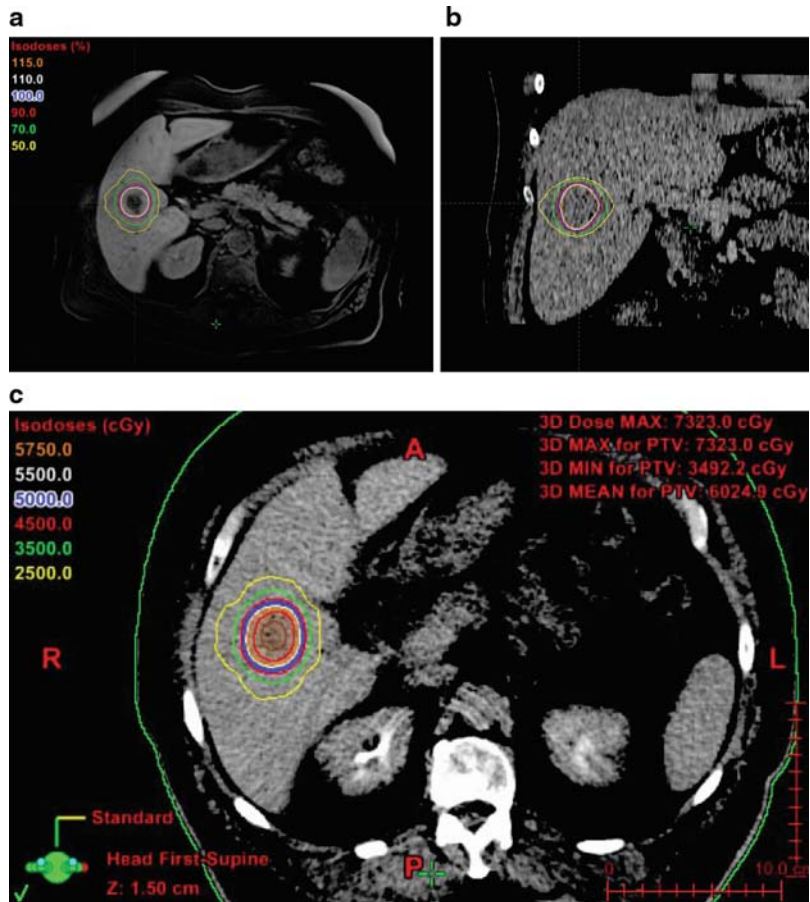 a
Isodoses (%)
115.0
110.0
100.0
90.0
70.0
50.0
b
c
Isodoses (cGy)
5750.0
5500.0
5000.0
4500.0
3500.0
2500.0
3D Dose MAX: 7323.0 cGy
3D MAX for PTV: 7323.0 cGy
3D MIN for PTV: 3492.2 cGy
3D MEAN for PTV: 6024.9 cGy
A
R
L
Standard
Head First-Supine
Z: 1.50 cm
P
0 10.0 cm